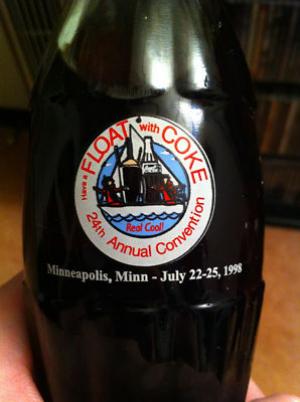 Have a FLOAT with COKE
Real Cool!
24th Annual Convention
Minneapolis, Minn - July 22-25, 1998